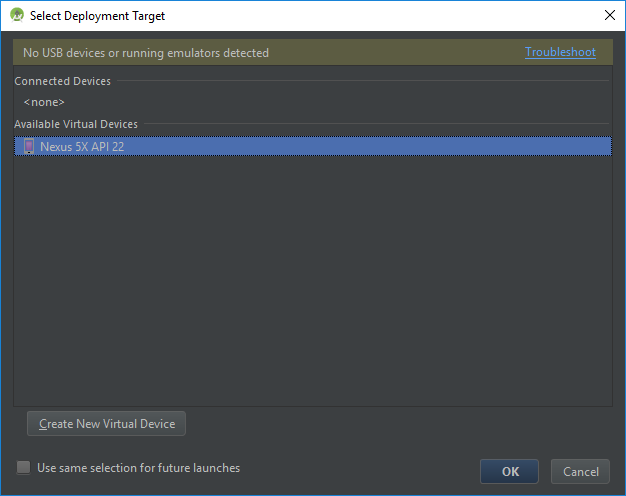 Select Deployment Target
No USB devices or running emulators detected Troubleshoot
Connected Devices
<none>
Available Virtual Devices
Nexus 5X API 22
Create New Virtual Device
Use same selection for future launches
OK Cancel